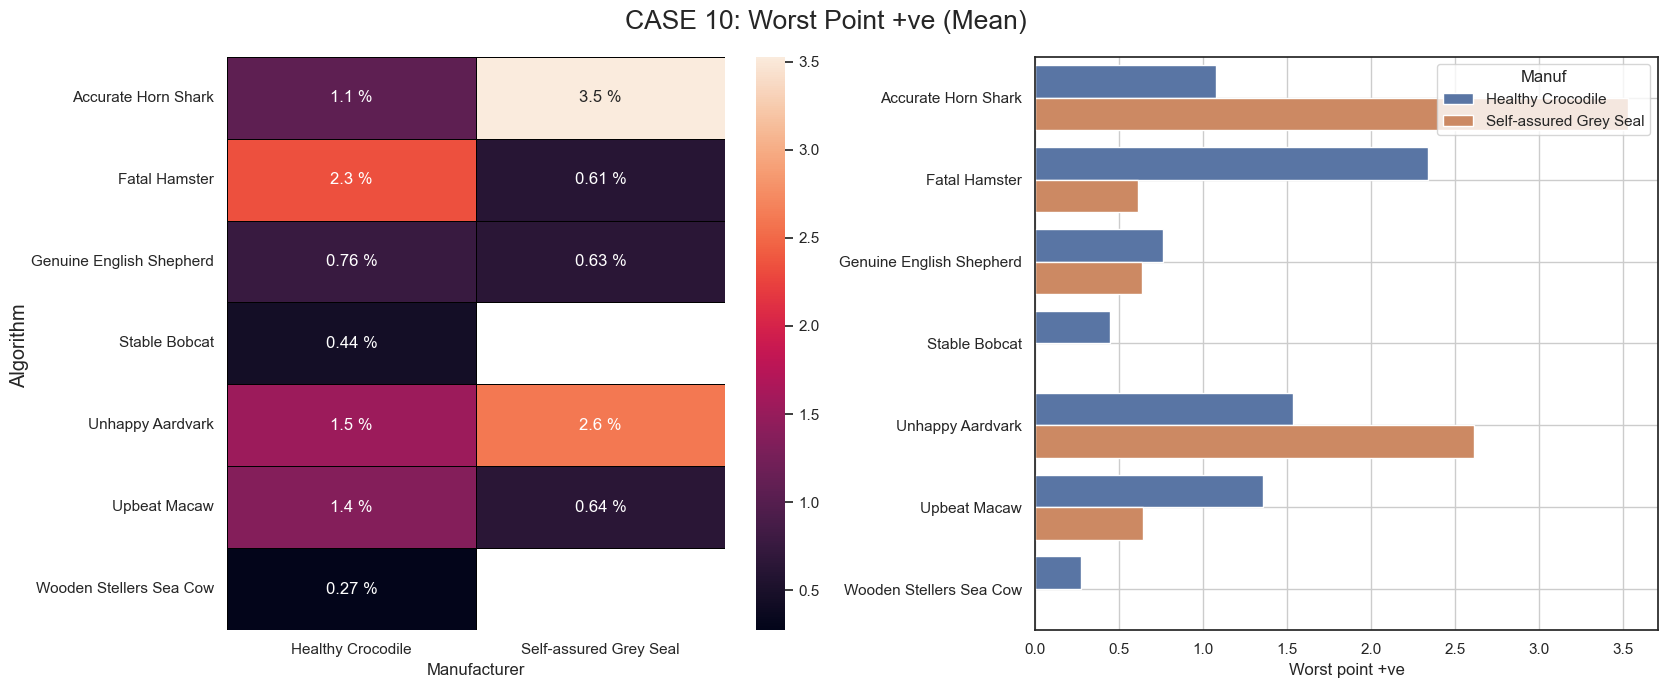 CASE 10: Worst Point +ve (Mean)
Algorithm
Accurate Horn Shark
1.1 %
3.5 %
Fatal Hamster
2.3 %
0.61 %
Genuine English Shepherd
0.76 %
0.63 %
Stable Bobcat
0.44 %
Unhappy Aardvark
1.5 %
2.6 %
Upbeat Macaw
1.4 %
0.64 %
Wooden Stellers Sea Cow
0.27 %
Healthy Crocodile
Self-assured Grey Seal
Manufacturer
3.5
3.0
2.5
2.0
1.5
1.0
0.5
Accurate Horn Shark
Fatal Hamster
Genuine English Shepherd
Stable Bobcat
Unhappy Aardvark
Upbeat Macaw
Wooden Stellers Sea Cow
Manuf
Healthy Crocodile
Self-assured Grey Seal
0.0
0.5
1.0
1.5
2.0
2.5
3.0
3.5
Worst point +ve